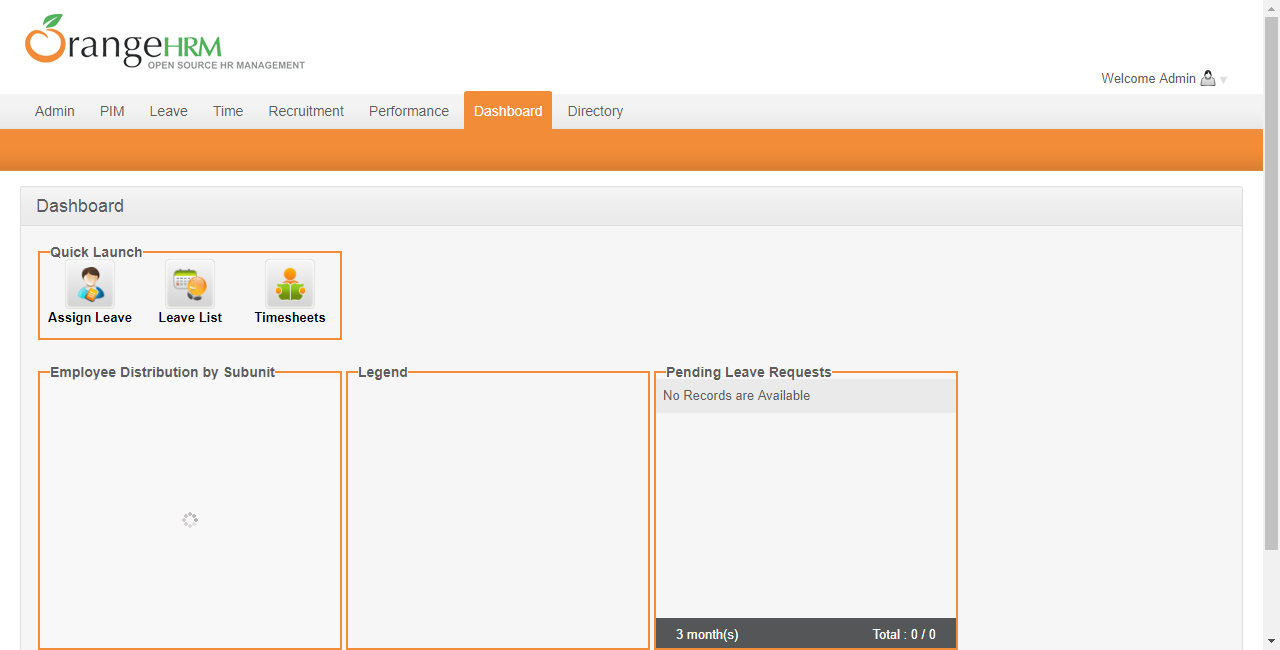 OrangeHRM
OPEN SOURCE HR MANAGEMENT
Welcome Admin
Admin PIM Leave Time Recruitment Performance Dashboard Directory
Dashboard
Quick Launch
Assign Leave Leave List Timesheets
Employee Distribution by Subunit Legend Pending Leave Requests
No Records are Available
3 month(s) Total : 0 / 0